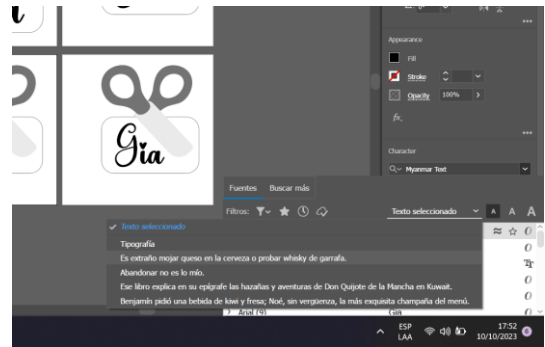 Appearance
Fill
Stroke
Opacity 100%
fx.
Character
Myanmar Text
Gia
Fuentes Buscar más
Filtros: Texto seleccionado A A A
Texto seleccionado
Tipografía
Es extraño mojar queso en la cerveza o probar whisky de garrafa.
Abandonar no es lo mío.
Ese libro explica en su epígrafe las hazañas y aventuras de Don Quijote de la Mancha en Kuwait.
Benjamín pidió una bebida de kiwi y fresa; Noé, sin vergüenza, la más exquisita champaña del menú.
Arial (9) Gia
ESP
LAA
17:52
10/10/2023